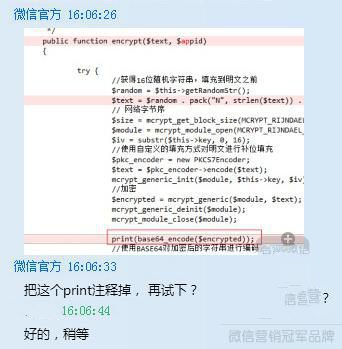 微信官方 16:06:26
*/
public function encrypt($text, $appid)
{
try {
//获得16位随机字符串，填充到明文之前
$random = $this->getRandomStr();
$text = $random . pack("N", strlen($text)) .
// 网络字节序
$size = mcrypt_get_block_size(MCRYPT_RIJNDAEL_
$module = mcrypt_module_open(MCRYPT_RIJNDAEL_
$iv = substr($this->key, 0, 16);
//使用自定义的填充方式对明文进行补位填充
$pkc_encoder = new PKCS7Encoder;
$text = $pkc_encoder->encode($text);
mcrypt_generic_init($module, $this->key, $iv)
//加密
$encrypted = mcrypt_generic($module, $text);
mcrypt_generic_deinit($module);
mcrypt_module_close($module);
print(base64_encode($encrypted));
//使用BASE64对加密后的字符串进行编码
微信官方 16:06:33
把这个print注释掉， 再试下？
?
16:06:44
好的，稍等
微信营销冠军品牌